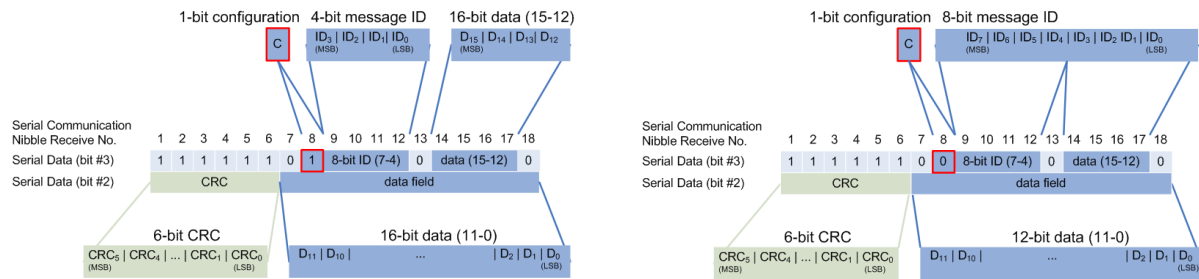 1-bit configuration 4-bit message ID 16-bit data (15-12)
C
ID3 | ID2 | ID1| ID0
(MSB) (LSB)
D15 | D14 | D13| D12
Serial Communication
Nibble Receive No.
1 2 3 4 5 6 7 8 9 10 11 12 13 14 15 16 17 18
Serial Data (bit #3) 1 1 1 1 1 1 0 1 8-bit ID (7-4) 0 data (15-12) 0
Serial Data (bit #2) CRC data field
6-bit CRC 16-bit data (11-0)
CRC5 | CRC4 | ... | CRC1 | CRC0
(MSB) (LSB)
D11 | D10 | ... | D2 | D1 | D0
(LSB)
1-bit configuration 8-bit message ID
C
ID7 | ID6 | ID5 | ID4 | ID3 | ID2 ID1 | ID0
(MSB) (LSB)
Serial Communication
Nibble Receive No.
1 2 3 4 5 6 7 8 9 10 11 12 13 14 15 16 17 18
Serial Data (bit #3) 1 1 1 1 1 1 0 0 8-bit ID (7-4) 0 data (15-12) 0
Serial Data (bit #2) CRC data field
6-bit CRC 12-bit data (11-0)
CRC5 | CRC4 | ... | CRC1 | CRC0
(MSB) (LSB)
D11 | D10 | ... | D2 | D1 | D0
(LSB)